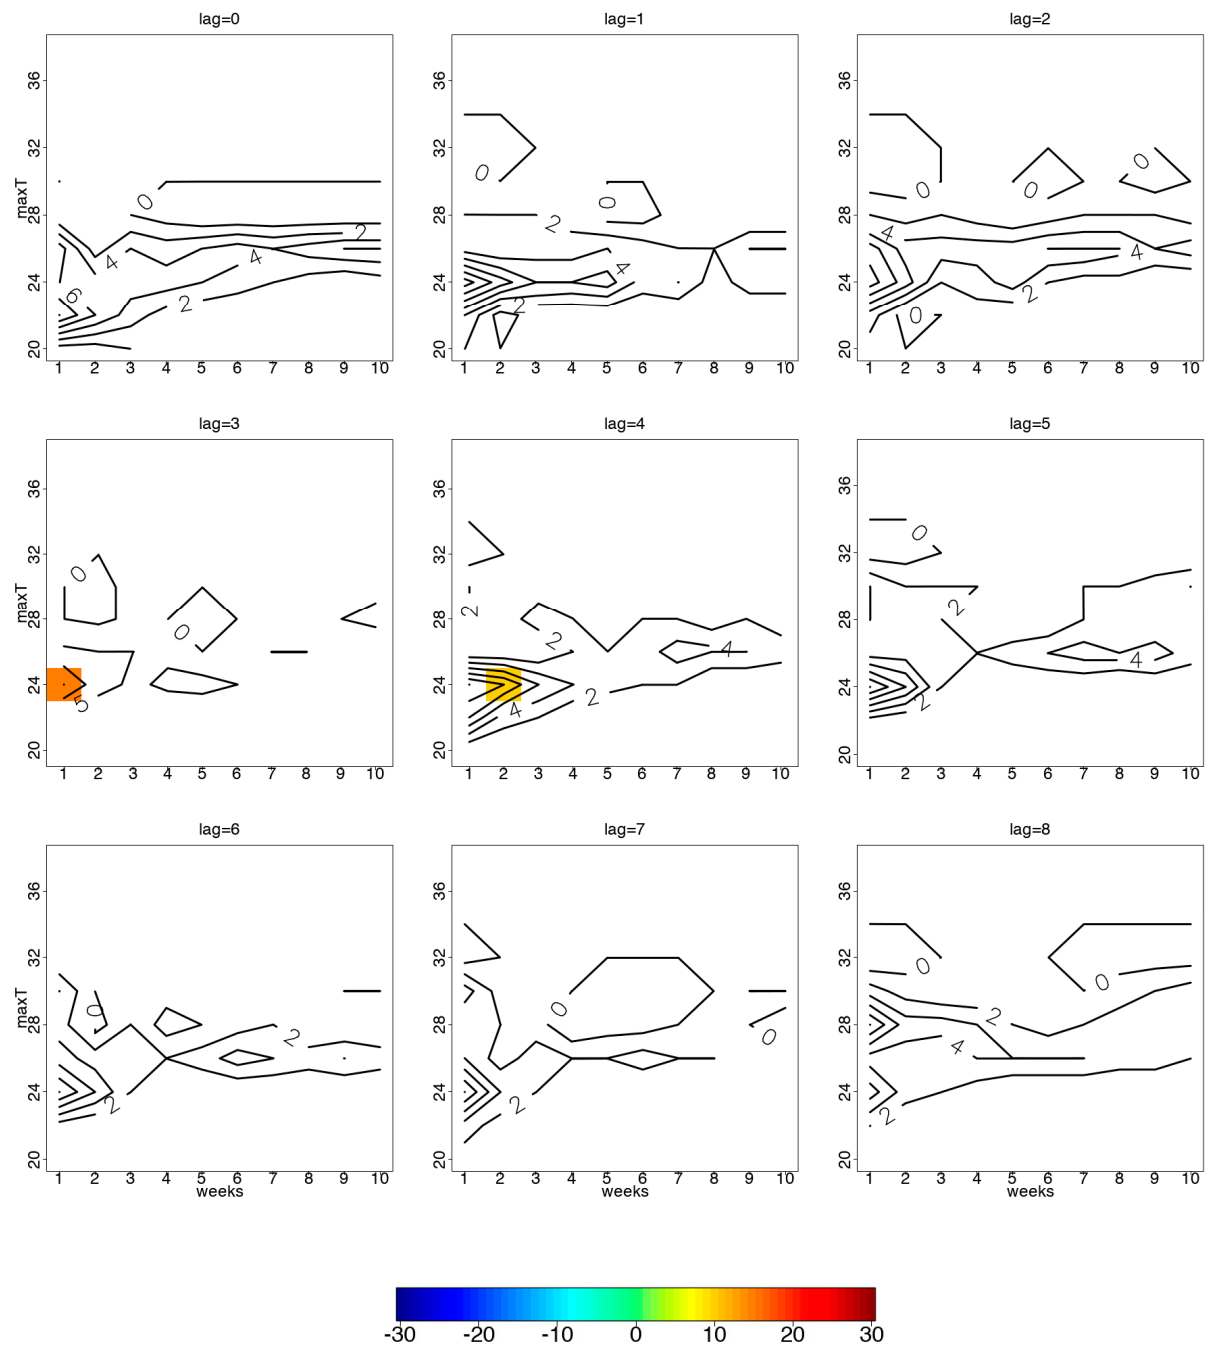 lag=0 lag=1 lag=2
maxT
36 36 36
32 32 32
28 28 28
24 24 24
20 20 20
0 4 6 4 2 2
0 2 0 4 2
0 0 0 4 4 2 0
1 2 3 4 5 6 7 8 9 10 1 2 3 4 5 6 7 8 9 10 1 2 3 4 5 6 7 8 9 10
lag=3 lag=4 lag=5
maxT
36 36 36
32 32 32
28 28 28
24 24 24
20 20 20
0 0 5
2 2 4 4 2
0 2 4 2
1 2 3 4 5 6 7 8 9 10 1 2 3 4 5 6 7 8 9 10 1 2 3 4 5 6 7 8 9 10
lag=6 lag=7 lag=8
maxT
36 36 36
32 32 32
28 28 28
24 24 24
20 20 20
0 2 2
0 0 2
0 0 2 4 2
1 2 3 4 5 6 7 8 9 10 1 2 3 4 5 6 7 8 9 10 1 2 3 4 5 6 7 8 9 10
weeks weeks weeks
-30 -20 -10 0 10 20 30